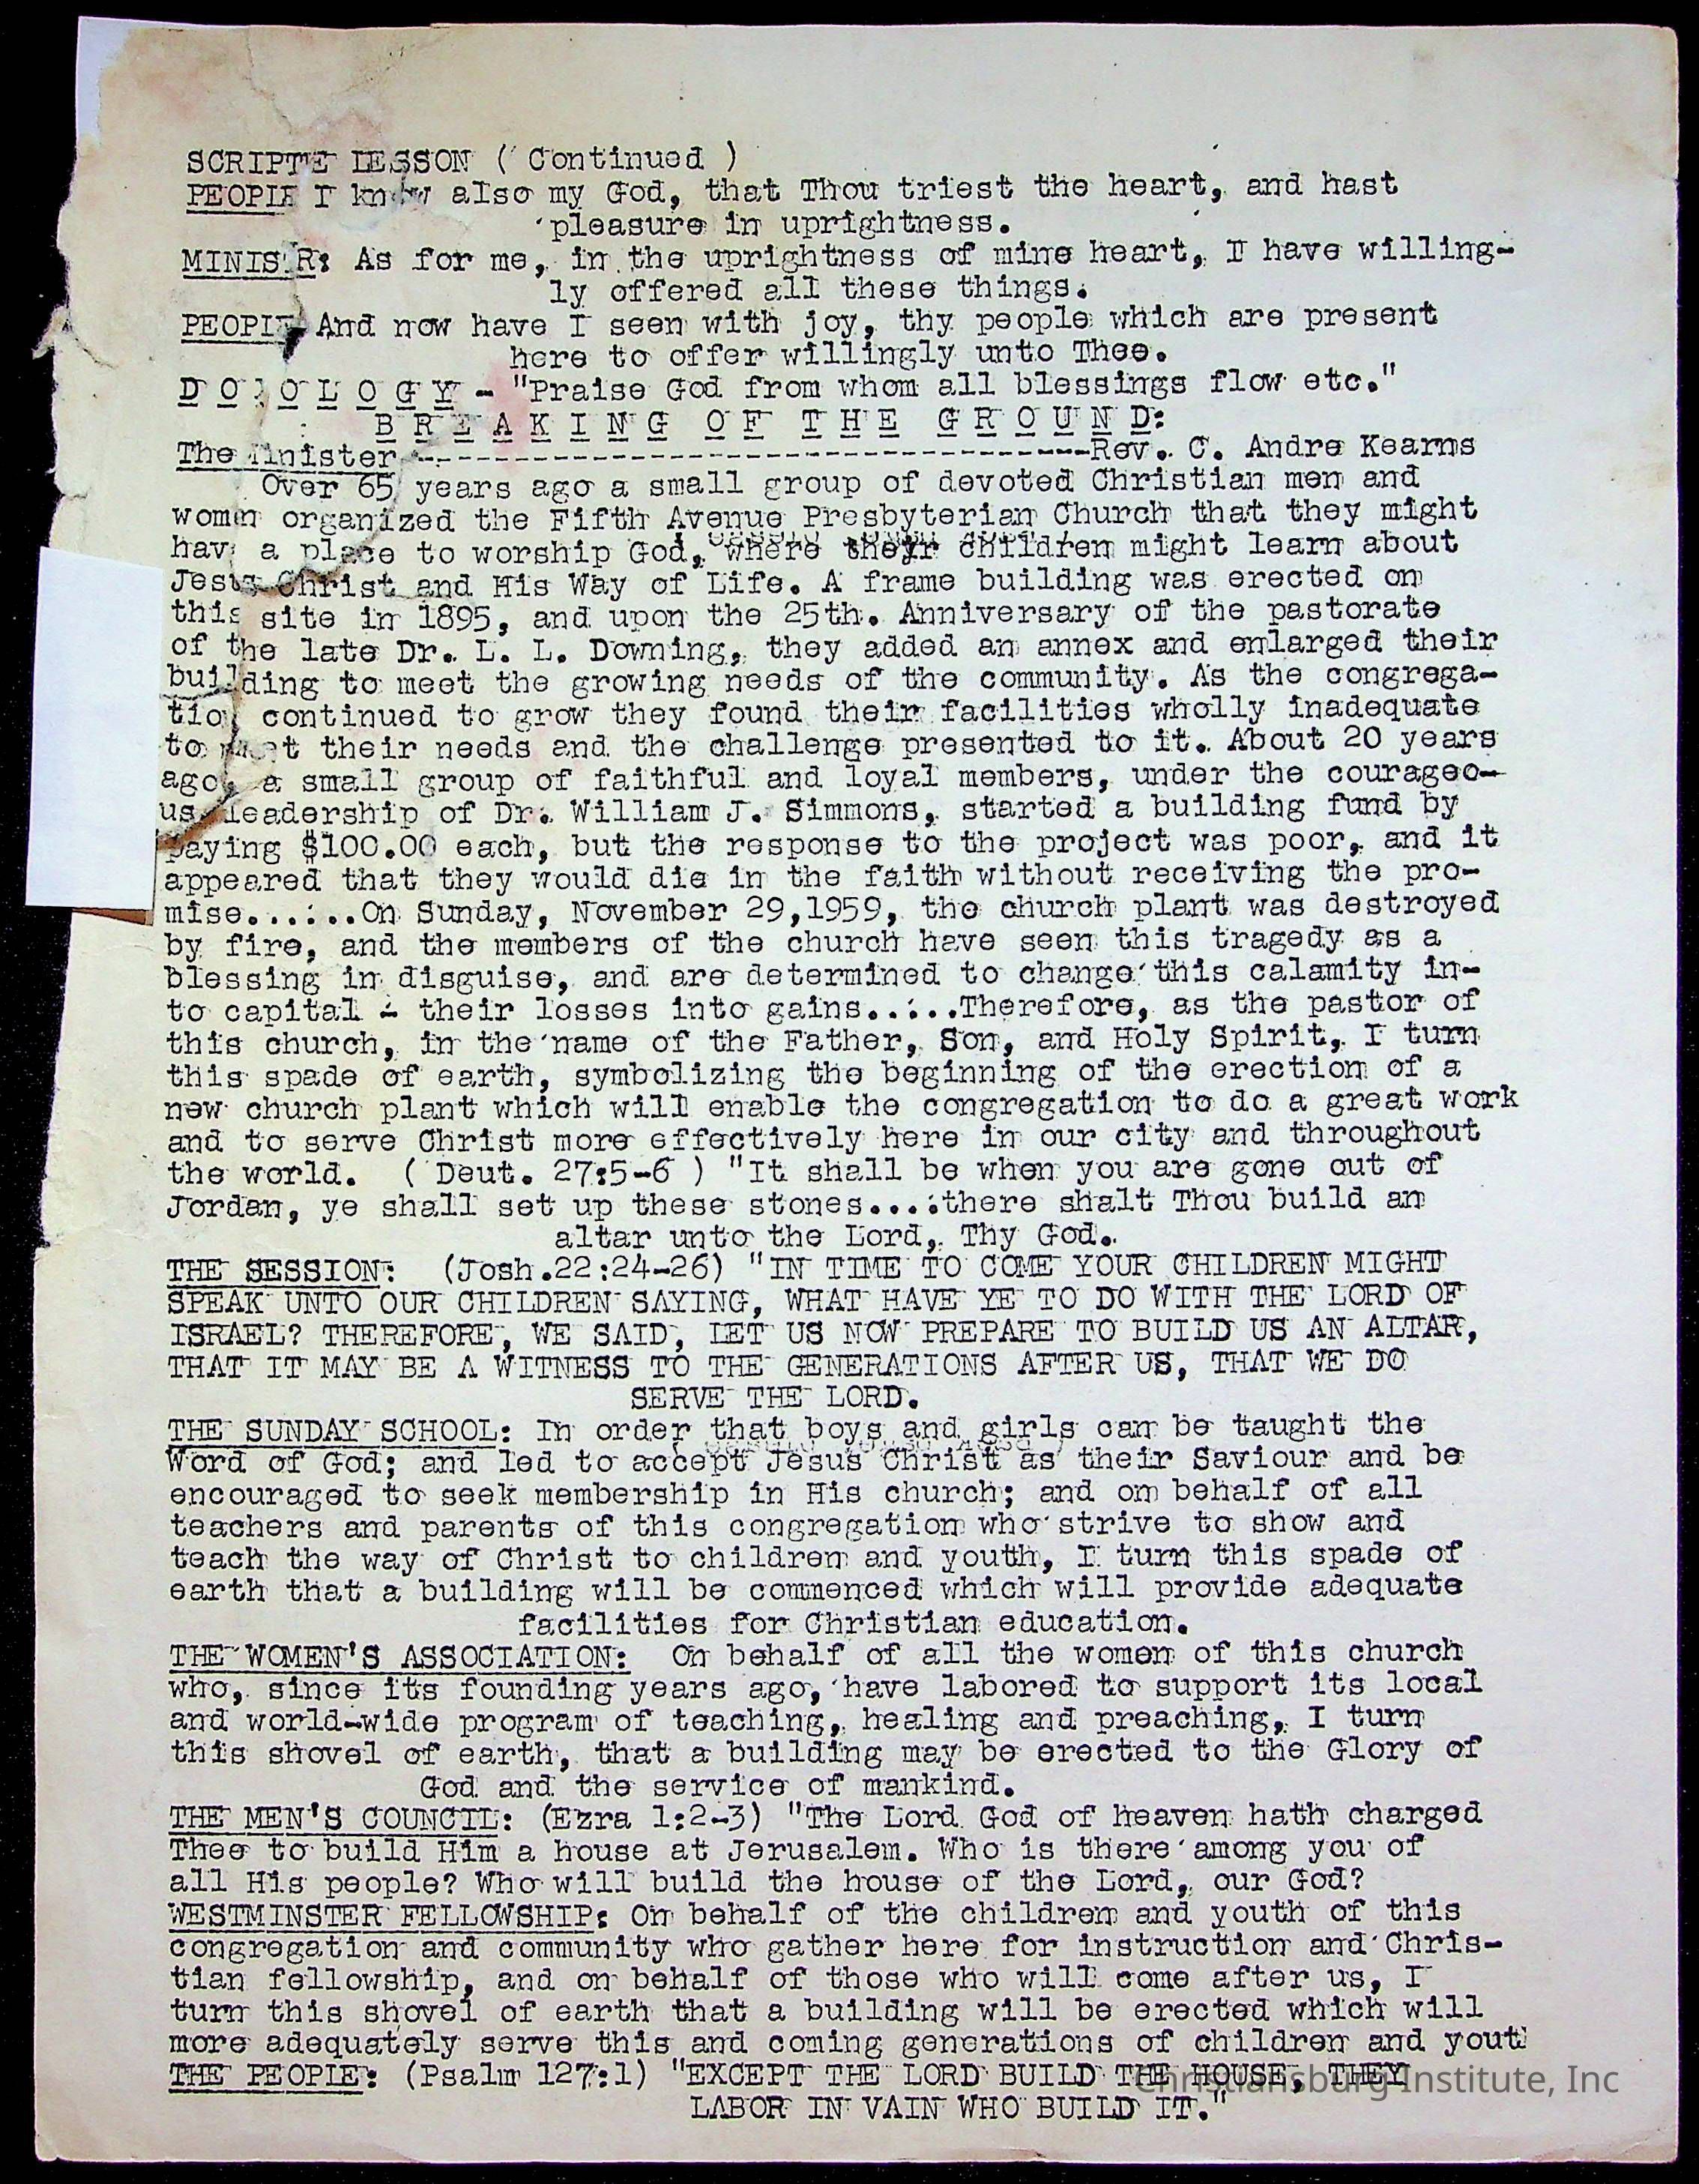 SCRIPT E LESSON ( Continued )
PEOPLE I know also my God, that Thou triest the heart, and hast
pleasure in uprightness.
MINIS R: As for me, in the uprightness of mine heart, I have willing-
ly offered all these things.
PEOPLE And now have I seen with joy, thy people which are present
here to offer willingly unto Thee.
D O X O L O G Y - "Praise God from whom all blessings flow etc."
B R E A K I N G O F T H E G R O U N D:
The Minister -----------------------------------Rev. C. Andre Kearns
Over 65 years ago a small group of devoted Christian men and
women organized the Fifth Avenue Presbyterian Church that they might
have a place to worship God, where their children might learn about
Jesus Christ and His Way of Life. A frame building was erected on
this site in 1895, and upon the 25th. Anniversary of the pastorate
of the late Dr. L. L. Downing, they added an annex and enlarged their
building to meet the growing needs of the community. As the congrega-
tion continued to grow they found their facilities wholly inadequate
to meet their needs and the challenge presented to it. About 20 years
ago, a small group of faithful and loyal members, under the courageo-
us leadership of Dr. William J. Simmons, started a building fund by
paying $100.00 each, but the response to the project was poor, and it
appeared that they would die in the faith without receiving the pro-
mise......On Sunday, November 29,1959, the church plant was destroyed
by fire, and the members of the church have seen this tragedy as a
blessing in disguise, and are determined to change this calamity in-
to capital - their losses into gains.....Therefore, as the pastor of
this church, in the name of the Father, Son, and Holy Spirit, I turn
this spade of earth, symbolizing the beginning of the erection of a
new church plant which will enable the congregation to do a great work
and to serve Christ more effectively here in our city and throughout
the world. ( Deut. 27:5-6 ) "It shall be when you are gone out of
Jordan, ye shall set up these stones....there shalt Thou build an
altar unto the Lord, Thy God.
THE SESSION: (Josh.22:24-26) "IN TIME TO COME YOUR CHILDREN MIGHT
SPEAK UNTO OUR CHILDREN SAYING, WHAT HAVE YE TO DO WITH THE LORD OF
ISRAEL? THEREFORE, WE SAID, LET US NOW PREPARE TO BUILD US AN ALTAR,
THAT IT MAY BE A WITNESS TO THE GENERATIONS AFTER US, THAT WE DO
SERVE THE LORD.
THE SUNDAY SCHOOL: In order that boys and girls can be taught the
Word of God; and led to accept Jesus Christ as their Saviour and be
encouraged to seek membership in His church; and on behalf of all
teachers and parents of this congregation who strive to show and
teach the way of Christ to children and youth, I turn this spade of
earth that a building will be commenced which will provide adequate
facilities for Christian education.
THE WOMEN'S ASSOCIATION: On behalf of all the women of this church
who, since its founding years ago, have labored to support its local
and world-wide program of teaching, healing and preaching, I turn
this shovel of earth, that a building may be erected to the Glory of
God and the service of mankind.
THE MEN'S COUNCIL: (Ezra 1:2-3) "The Lord God of heaven hath charged
Thee to build Him a house at Jerusalem. Who is there among you of
all His people? Who will build the house of the Lord, our God?
WESTMINSTER FELLOWSHIP: On behalf of the children and youth of this
congregation and community who gather here for instruction and Chris-
tian fellowship, and on behalf of those who will come after us, I
turn this shovel of earth that a building will be erected which will
more adequately serve this and coming generations of children and youth
THE PEOPLE: (Psalm 127:1) "EXCEPT THE LORD BUILD THE HOUSE, THEY
LABOR IN VAIN WHO BUILD IT."
Christiansburg Institute, Inc